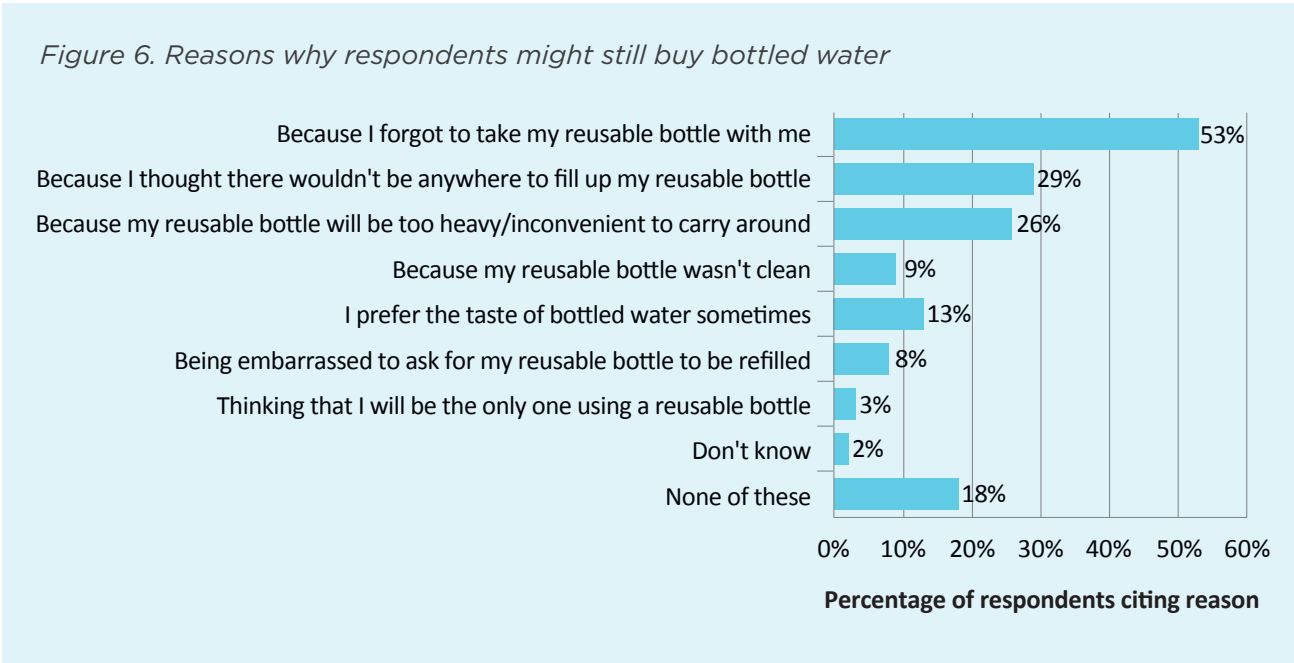 Figure 6. Reasons why respondents might still buy bottled water
Because I forgot to take my reusable bottle with me 53%
Because I thought there wouldn't be anywhere to fill up my reusable bottle 29%
Because my reusable bottle will be too heavy/inconvenient to carry around 26%
Because my reusable bottle wasn't clean 9%
I prefer the taste of bottled water sometimes 13%
Being embarrassed to ask for my reusable bottle to be refilled 8%
Thinking that I will be the only one using a reusable bottle 3%
Don't know 2%
None of these 18%
0% 10% 20% 30% 40% 50% 60%
Percentage of respondents citing reason